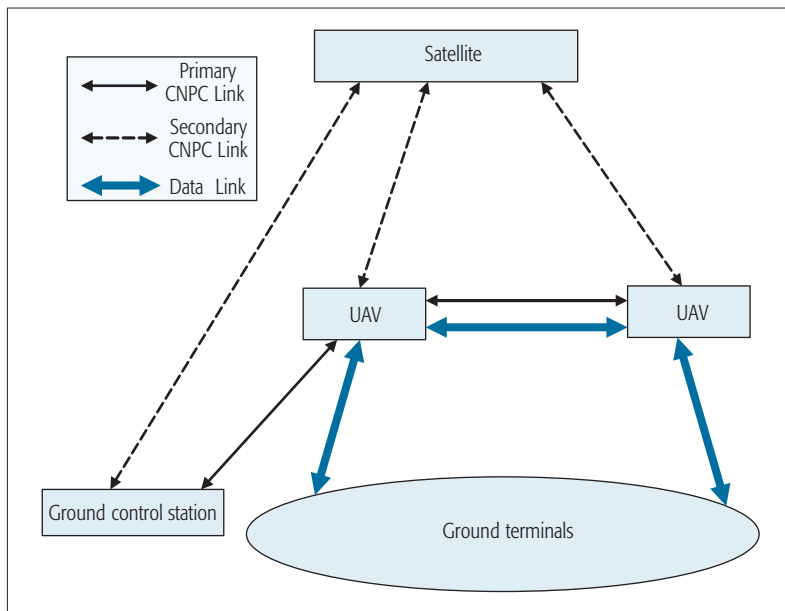 Satellite
Primary
CNPC Link
Secondary
CNPC Link
Data Link
UAV
UAV
Ground control station
Ground terminals